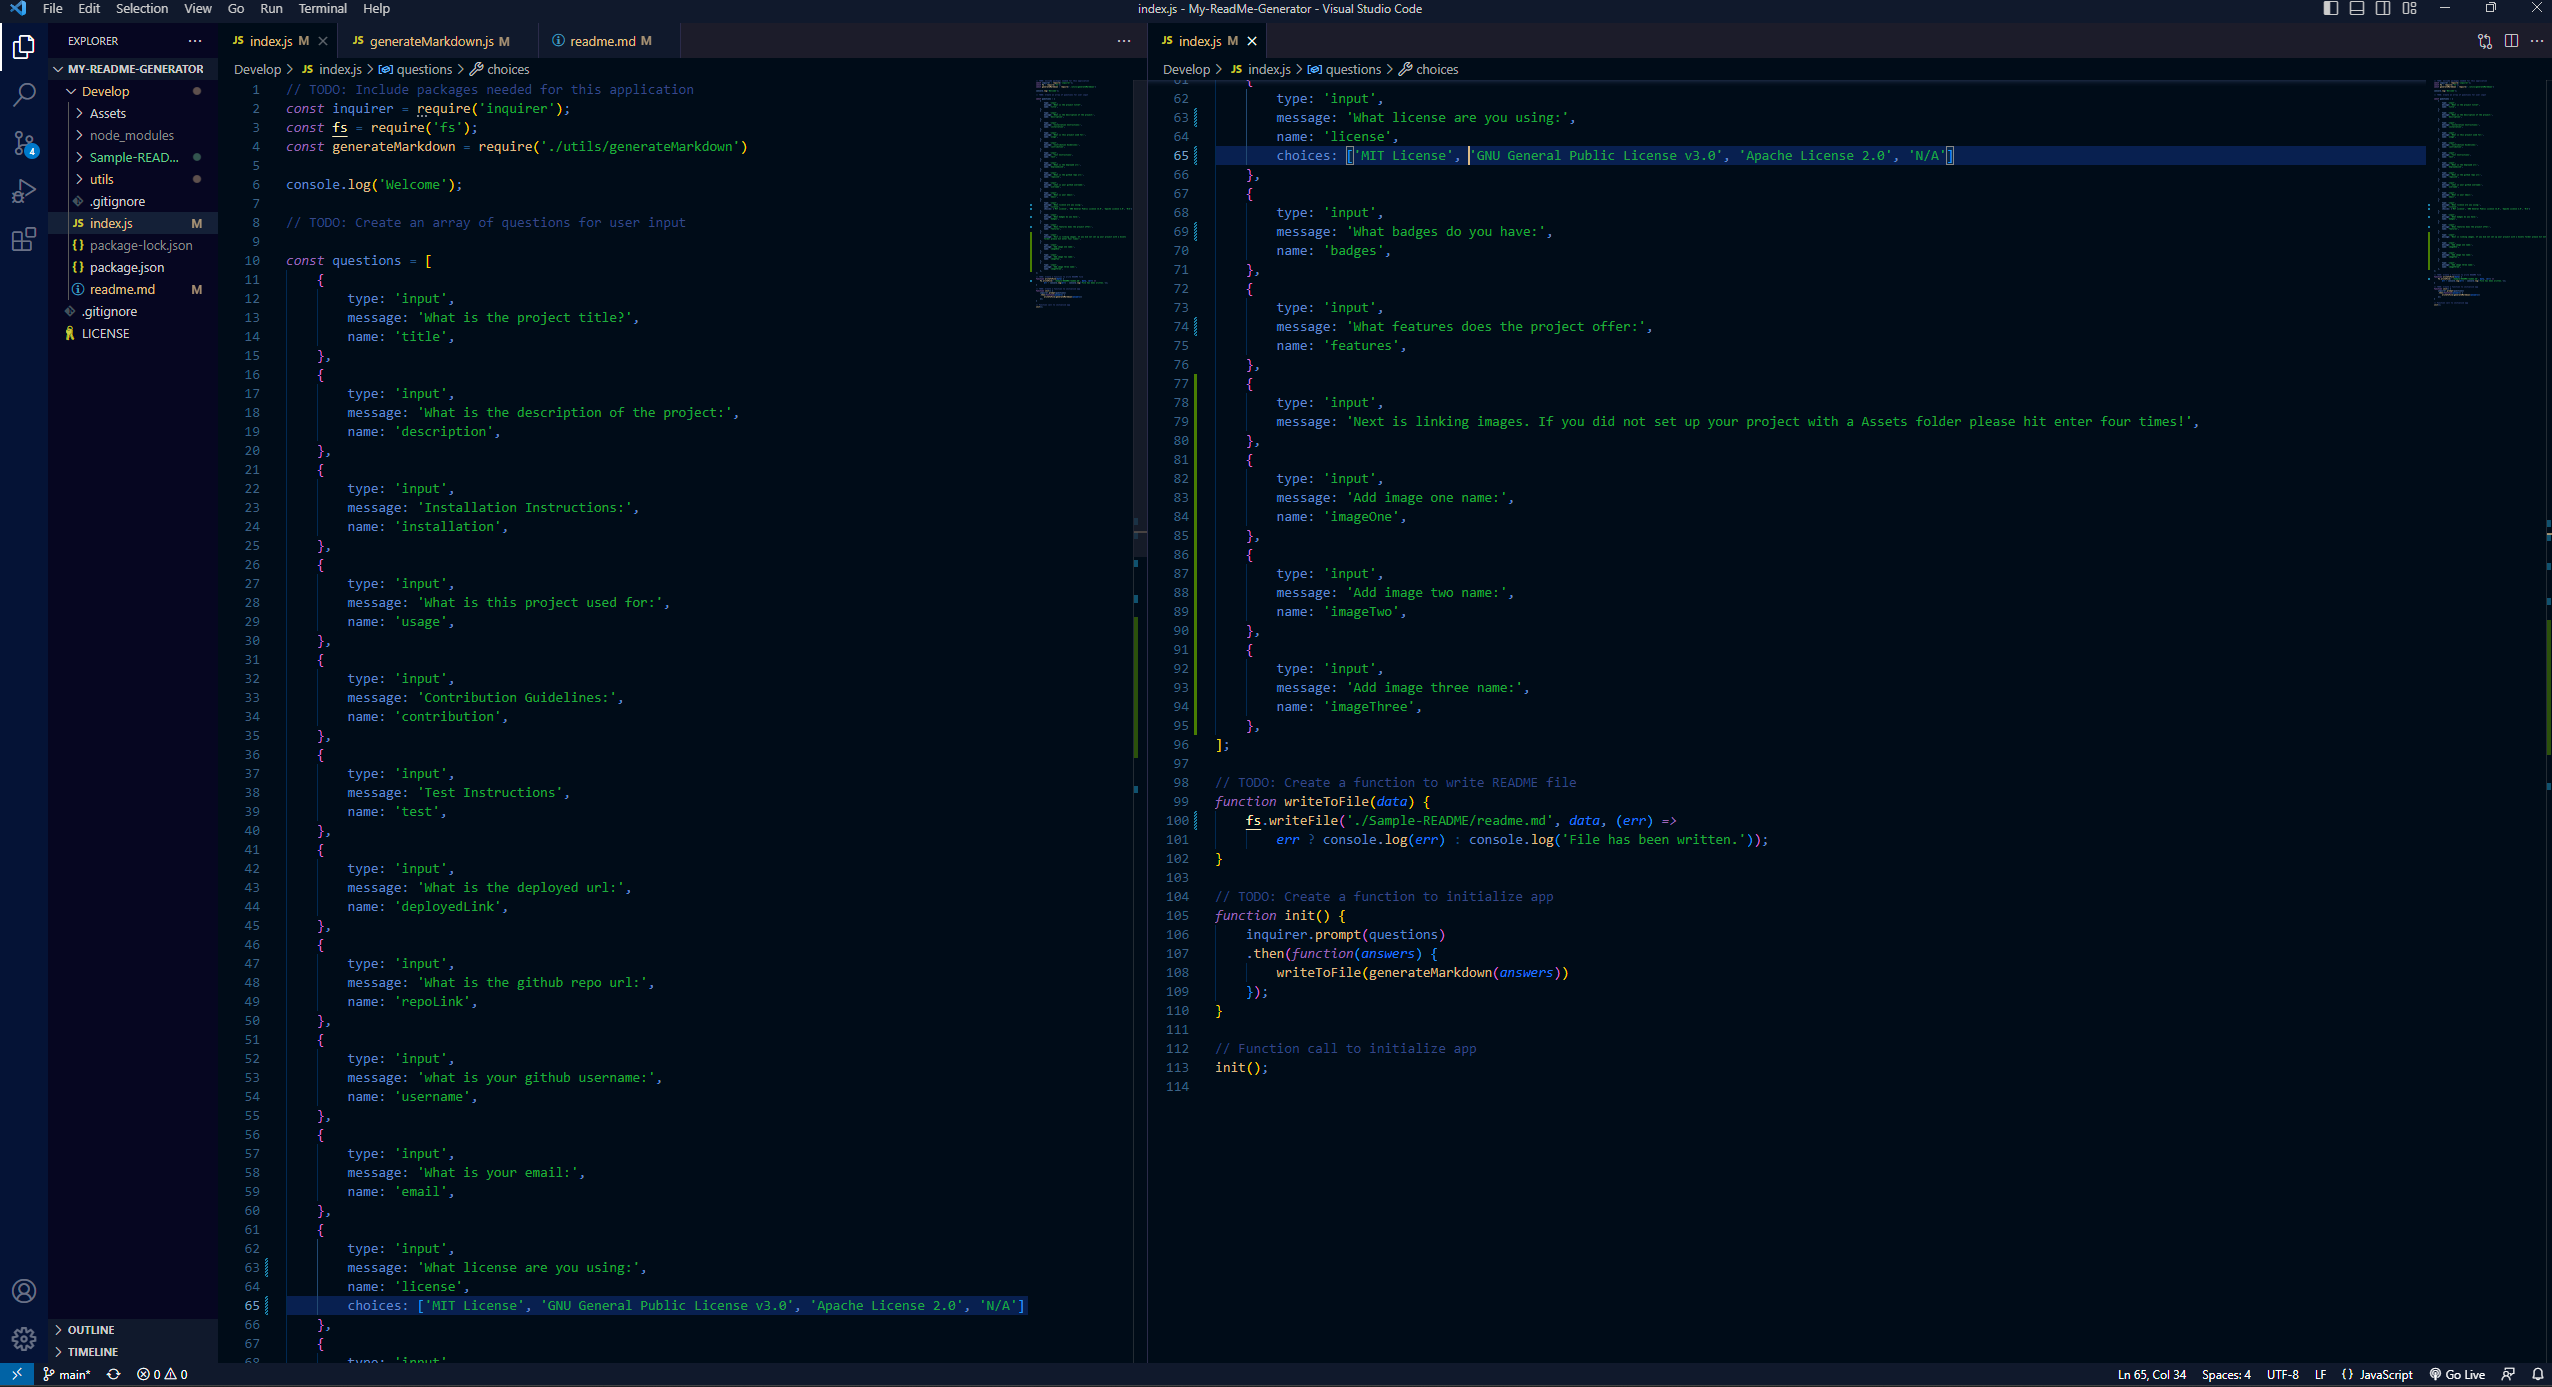 File Edit Selection View Go Run Terminal Help
index.js - My-ReadMe-Generator - Visual Studio Code
EXPLORER
MY-README-GENERATOR
Develop
Assets
node_modules
Sample-READ...
utils
.gitignore
JS index.js M
{} package-lock.json
{} package.json
readme.md M
.gitignore
LICENSE
OUTLINE
TIMELINE
4
JS index.js M
JS generateMarkdown.js M
readme.md M
Develop > JS index.js > questions > choices
1 // TODO: Include packages needed for this application
2 const inquirer = require('inquirer');
3 const fs = require('fs');
4 const generateMarkdown = require('./utils/generateMarkdown')
5
6 console.log('Welcome');
7
8 // TODO: Create an array of questions for user input
9
10 const questions = [
11 {
12 type: 'input',
13 message: 'What is the project title?',
14 name: 'title',
15 },
16 {
17 type: 'input',
18 message: 'What is the description of the project:',
19 name: 'description',
20 },
21 {
22 type: 'input',
23 message: 'Installation Instructions:',
24 name: 'installation',
25 },
26 {
27 type: 'input',
28 message: 'What is this project used for:',
29 name: 'usage',
30 },
31 {
32 type: 'input',
33 message: 'Contribution Guidelines:',
34 name: 'contribution',
35 },
36 {
37 type: 'input',
38 message: 'Test Instructions',
39 name: 'test',
40 },
41 {
42 type: 'input',
43 message: 'What is the deployed url:',
44 name: 'deployedLink',
45 },
46 {
47 type: 'input',
48 message: 'What is the github repo url:',
49 name: 'repoLink',
50 },
51 {
52 type: 'input',
53 message: 'what is your github username:',
54 name: 'username',
55 },
56 {
57 type: 'input',
58 message: 'What is your email:',
59 name: 'email',
60 },
61 {
62 type: 'input',
63 message: 'What license are you using:',
64 name: 'license',
65 choices: ['MIT License', 'GNU General Public License v3.0', 'Apache License 2.0', 'N/A']
66 },
67 {
68 type: 'input'
JS index.js M
Develop > JS index.js > questions > choices
61 {
62 type: 'input',
63 message: 'What license are you using:',
64 name: 'license',
65 choices: ['MIT License', 'GNU General Public License v3.0', 'Apache License 2.0', 'N/A']
66 },
67 {
68 type: 'input',
69 message: 'What badges do you have:',
70 name: 'badges',
71 },
72 {
73 type: 'input',
74 message: 'What features does the project offer:',
75 name: 'features',
76 },
77 {
78 type: 'input',
79 message: 'Next is linking images. If you did not set up your project with a Assets folder please hit enter four times!',
80 },
81 {
82 type: 'input',
83 message: 'Add image one name:',
84 name: 'imageOne',
85 },
86 {
87 type: 'input',
88 message: 'Add image two name:',
89 name: 'imageTwo',
90 },
91 {
92 type: 'input',
93 message: 'Add image three name:',
94 name: 'imageThree',
95 },
96 ];
97
98 // TODO: Create a function to write README file
99 function writeToFile(data) {
100 fs.writeFile('./Sample-README/readme.md', data, (err) =>
101 err ? console.log(err) : console.log('File has been written.'));
102 }
103
104 // TODO: Create a function to initialize app
105 function init() {
106 inquirer.prompt(questions)
107 .then(function(answers) {
108 writeToFile(generateMarkdown(answers))
109 });
110 }
111
112 // Function call to initialize app
113 init();
114
main* 0 0
Ln 65, Col 34 Spaces: 4 UTF-8 LF {} JavaScript Go Live